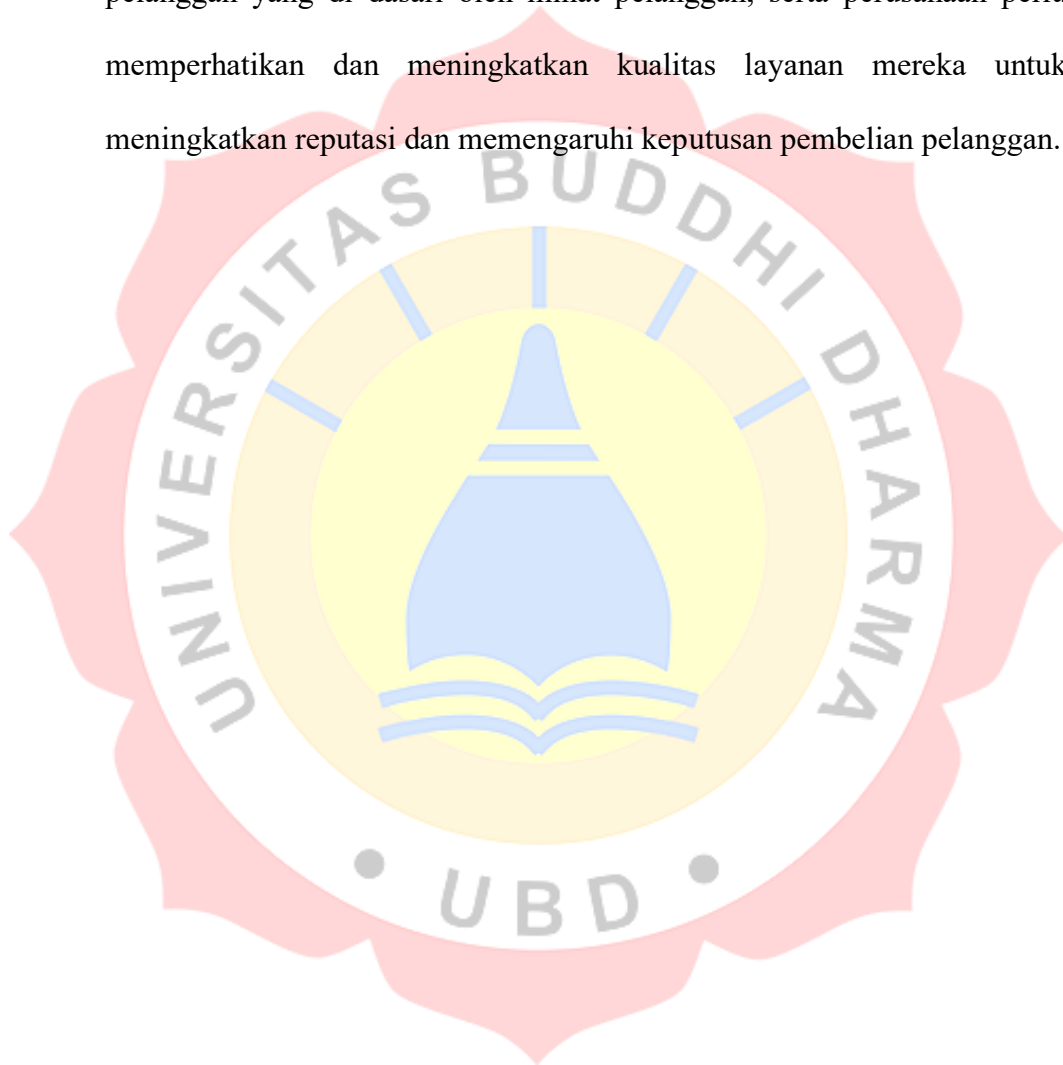 pelanggan yang di dasari oleh minat pelanggan, serta perusahaan perlu
memperhatikan dan meningkatkan kualitas layanan mereka untuk
meningkatkan reputasi dan memengaruhi keputusan pembelian pelanggan.
UNIVERSITAS BUDDHI DHARMA
• UBD •